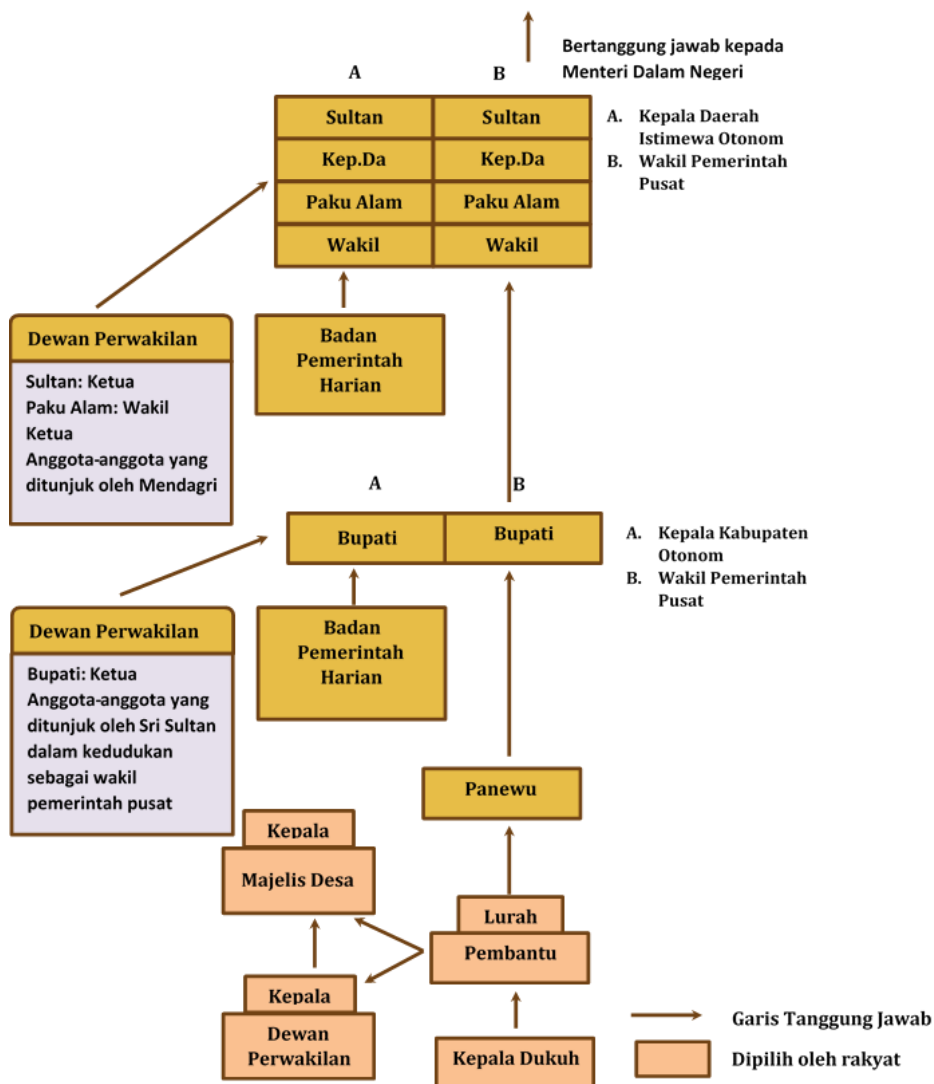 Bertanggung jawab kepada
Menteri Dalam Negeri
A
B
Sultan
Sultan
Kep.Da
Kep.Da
Paku Alam
Paku Alam
Wakil
Wakil
A. Kepala Daerah
Istimewa Otonom
B. Wakil Pemerintah
Pusat
Dewan Perwakilan
Sultan: Ketua
Paku Alam: Wakil
Ketua
Anggota-anggota yang
ditunjuk oleh Mendagri
Badan
Pemerintah
Harian
A
B
Bupati
Bupati
A. Kepala Kabupaten
Otonom
B. Wakil Pemerintah
Pusat
Dewan Perwakilan
Bupati: Ketua
Anggota-anggota yang
ditunjuk oleh Sri Sultan
dalam kedudukan
sebagai wakil
pemerintah pusat
Badan
Pemerintah
Harian
Panewu
Kepala
Majelis Desa
Lurah
Pembantu
Kepala
Dewan
Perwakilan
Kepala Dukuh
Garis Tanggung Jawab
Dipilih oleh rakyat